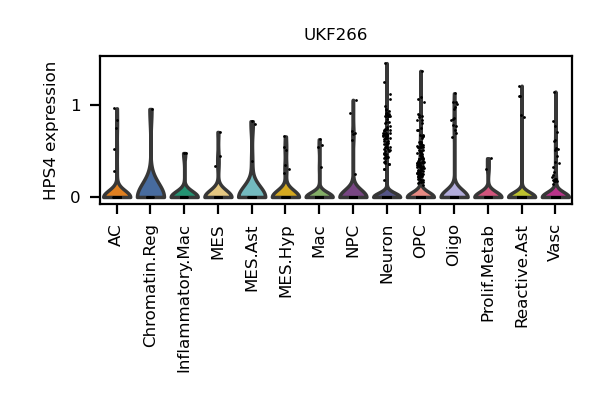 UKF266
HPS4 expression
1
0
AC
Chromatin.Reg
Inflammatory.Mac
MES
MES.Ast
MES.Hyp
Mac
NPC
Neuron
OPC
Oligo
Prolif.Metab
Reactive.Ast
Vasc